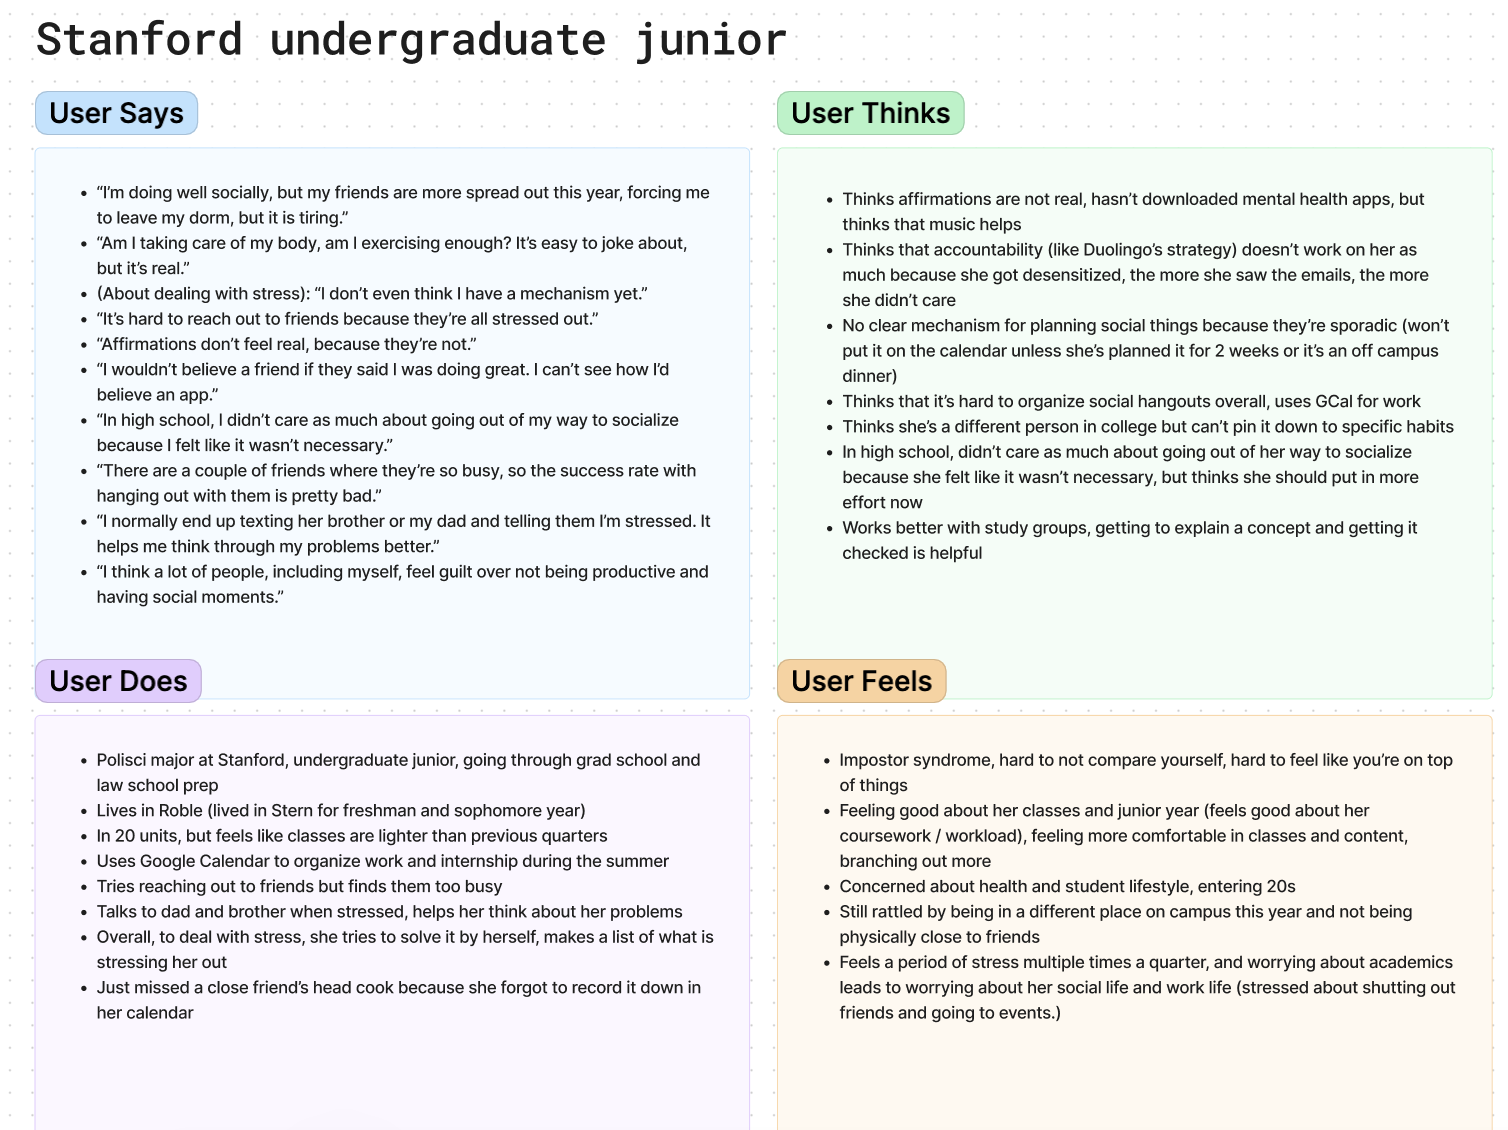 Stanford undergraduate junior
User Says
• “I’m doing well socially, but my friends are more spread out this year, forcing me
to leave my dorm, but it is tiring.”
• “Am I taking care of my body, am I exercising enough? It’s easy to joke about,
but it’s real.”
• (About dealing with stress): “I don’t even think I have a mechanism yet.”
• “It’s hard to reach out to friends because they’re all stressed out.”
• “Affirmations don’t feel real, because they’re not.”
• “I wouldn’t believe a friend if they said I was doing great. I can’t see how I’d
believe an app.”
• “In high school, I didn’t care as much about going out of my way to socialize
because I felt like it wasn’t necessary.”
• “There are a couple of friends where they’re so busy, so the success rate with
hanging out with them is pretty bad.”
• “I normally end up texting her brother or my dad and telling them I’m stressed. It
helps me think through my problems better.”
• “I think a lot of people, including myself, feel guilt over not being productive and
having social moments.”
User Thinks
• Thinks affirmations are not real, hasn’t downloaded mental health apps, but
thinks that music helps
• Thinks that accountability (like Duolingo’s strategy) doesn’t work on her as
much because she got desensitized, the more she saw the emails, the more
she didn’t care
• No clear mechanism for planning social things because they’re sporadic (won’t
put it on the calendar unless she’s planned it for 2 weeks or it’s an off campus
dinner)
• Thinks that it’s hard to organize social hangouts overall, uses GCal for work
• Thinks she’s a different person in college but can’t pin it down to specific habits
• In high school, didn’t care as much about going out of her way to socialize
because she felt like it wasn’t necessary, but thinks she should put in more
effort now
• Works better with study groups, getting to explain a concept and getting it
checked is helpful
User Does
• Polisci major at Stanford, undergraduate junior, going through grad school and
law school prep
• Lives in Roble (lived in Stern for freshman and sophomore year)
• In 20 units, but feels like classes are lighter than previous quarters
• Uses Google Calendar to organize work and internship during the summer
• Tries reaching out to friends but finds them too busy
• Talks to dad and brother when stressed, helps her think about her problems
• Overall, to deal with stress, she tries to solve it by herself, makes a list of what is
stressing her out
• Just missed a close friend’s head cook because she forgot to record it down in
her calendar
User Feels
• Impostor syndrome, hard to not compare yourself, hard to feel like you’re on top
of things
• Feeling good about her classes and junior year (feels good about her
coursework / workload), feeling more comfortable in classes and content,
branching out more
• Concerned about health and student lifestyle, entering 20s
• Still rattled by being in a different place on campus this year and not being
physically close to friends
• Feels a period of stress multiple times a quarter, and worrying about academics
leads to worrying about her social life and work life (stressed about shutting out
friends and going to events.)